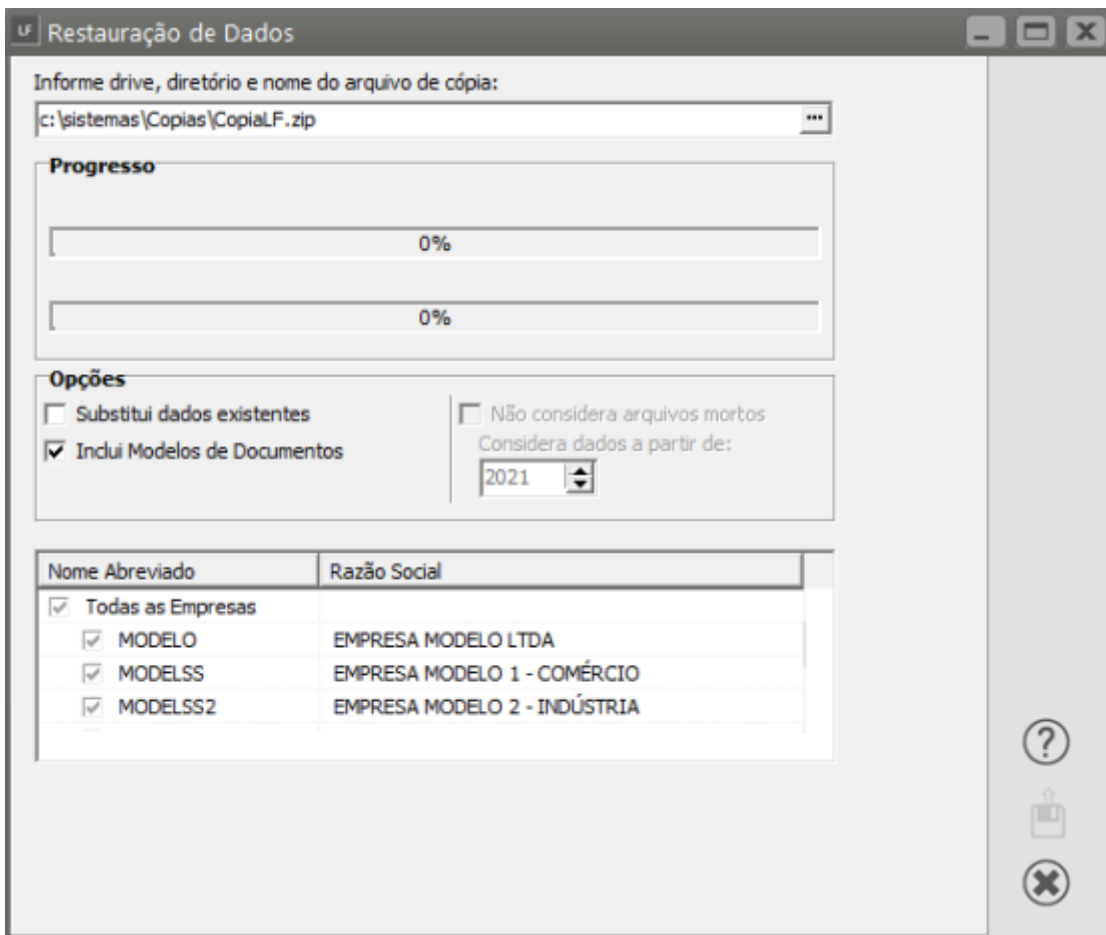 LF Restauração de Dados
Informe drive, diretório e nome do arquivo de cópia:
c:\sistemas\Copias\CopiaLF.zip ...
Progresso
0%
0%
Opções
Substitui dados existentes
Não considera arquivos mortos
Inclui Modelos de Documentos
Considera dados a partir de:
2021
Nome Abreviado Razão Social
Todas as Empresas
MODELO EMPRESA MODELO LTDA
MODELSS EMPRESA MODELO 1 - COMÉRCIO
MODELSS2 EMPRESA MODELO 2 - INDÚSTRIA
?